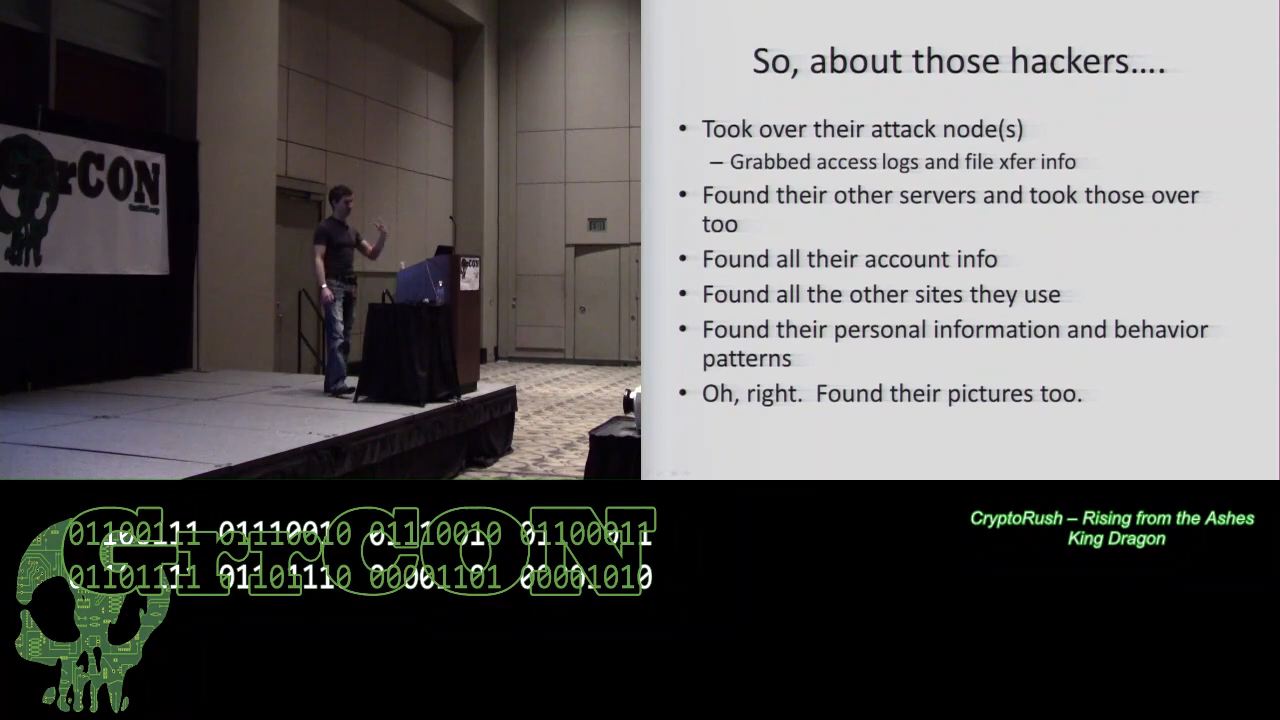 GrrCON
So, about those hackers....
• Took over their attack node(s)
– Grabbed access logs and file xfer info
• Found their other servers and took those over
too
• Found all their account info
• Found all the other sites they use
• Found their personal information and behavior
patterns
• Oh, right.  Found their pictures too.
GrrCON
01100111 01110010 01110010 01100011
01101111 01101110 00001101 00001010
CryptoRush – Rising from the Ashes
King Dragon